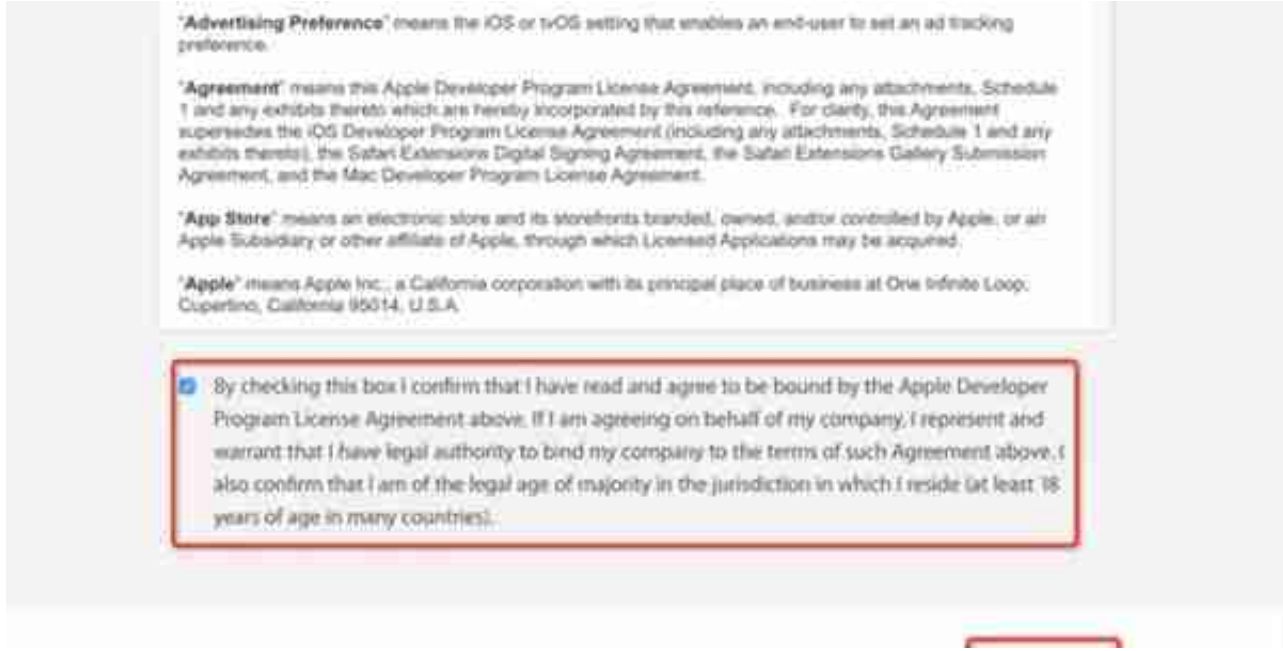 "Advertising Preference" means the iOS or tvOS setting that enables an end-user to set an ad tracking
preference.
"Agreement" means this Apple Developer Program License Agreement, including any attachments, Schedule
1 and any exhibits thereto which are hereby incorporated by this reference. For clarity, this Agreement
supersedes the iOS Developer Program License Agreement (including any attachments, Schedule 1 and any
exhibits thereto), the Safari Extensions Digital Signing Agreement, the Safari Extensions Gallery Submission
Agreement, and the Mac Developer Program License Agreement.
"App Store" means an electronic store and its storefronts branded, owned, and/or controlled by Apple, or an
Apple Subsidiary or other affiliate of Apple, through which Licensed Applications may be acquired.
"Apple" means Apple Inc., a California corporation with its principal place of business at One Infinite Loop,
Cupertino, California 95014, U.S.A.
By checking this box I confirm that I have read and agree to be bound by the Apple Developer
Program License Agreement above. If I am agreeing on behalf of my company, I represent and
warrant that I have legal authority to bind my company to the terms of such Agreement above. I
also confirm that I am of the legal age of majority in the jurisdiction in which I reside (at least 18
years of age in many countries).